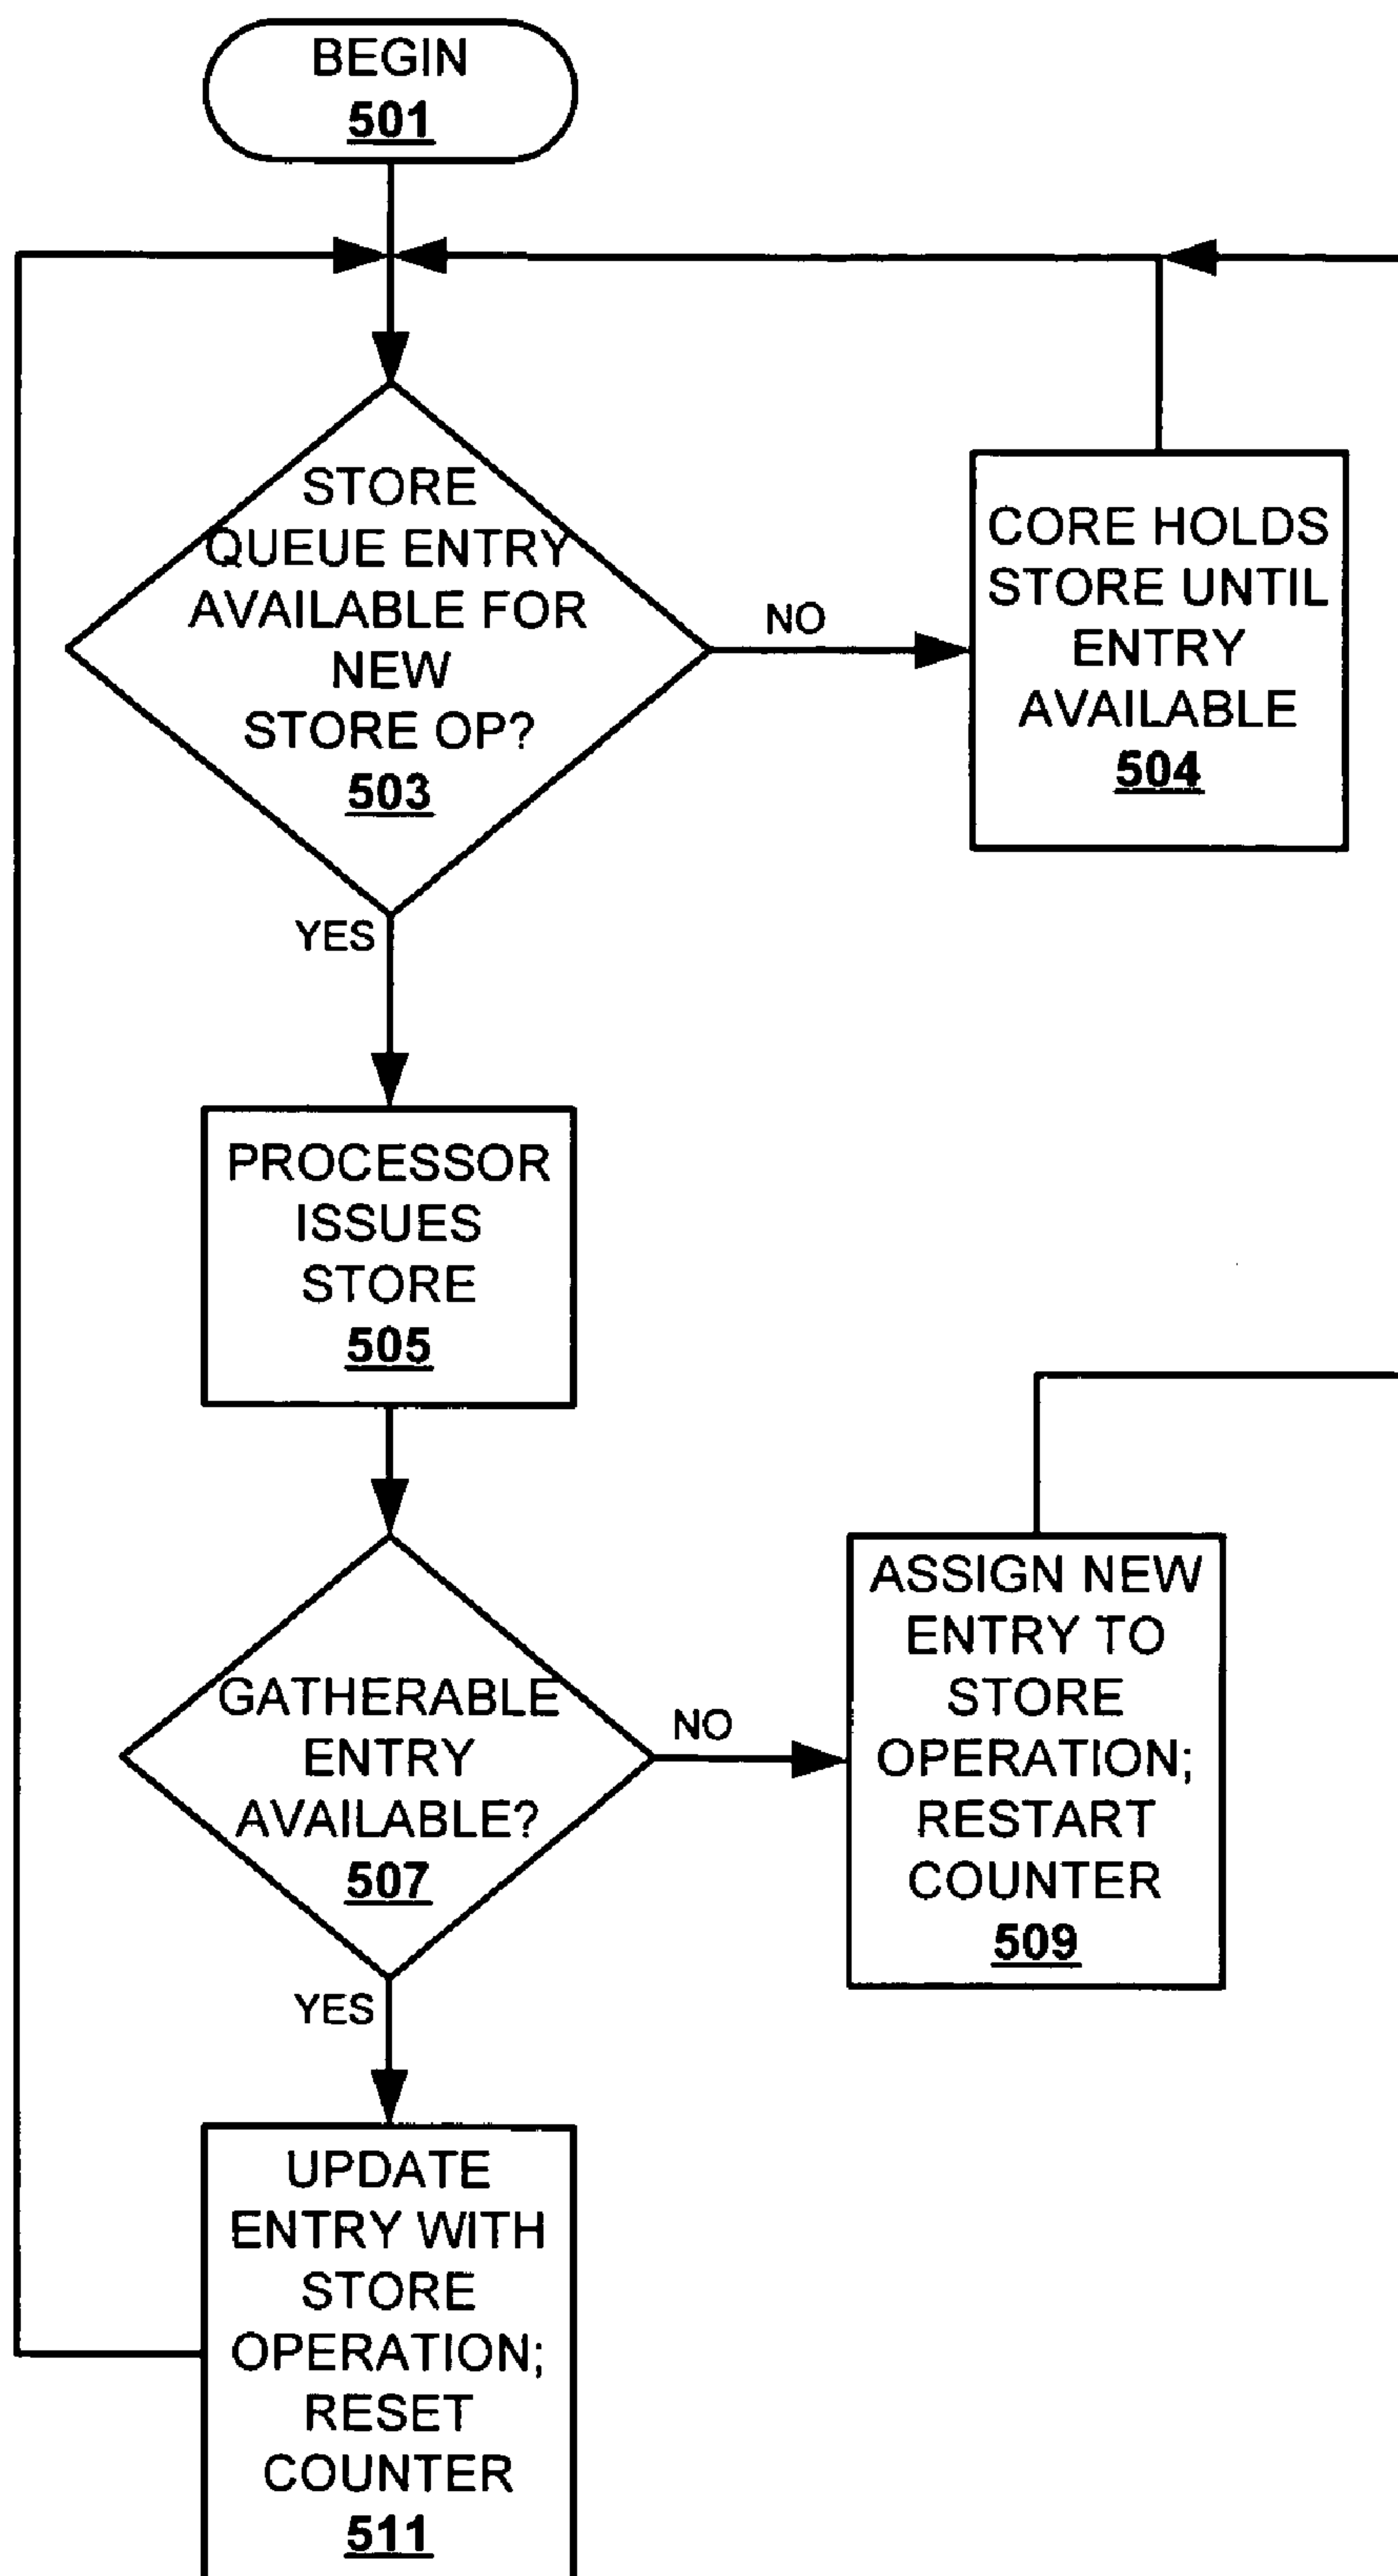 BEGIN
501
STORE
QUEUE ENTRY
AVAILABLE FOR
NEW
STORE OP?
503
NO
CORE HOLDS
STORE UNTIL
ENTRY
AVAILABLE
504
YES
PROCESSOR
ISSUES
STORE
505
GATHERABLE
ENTRY
AVAILABLE?
507
NO
ASSIGN NEW
ENTRY TO
STORE
OPERATION;
RESTART
COUNTER
509
YES
UPDATE
ENTRY WITH
STORE
OPERATION;
RESET
COUNTER
511